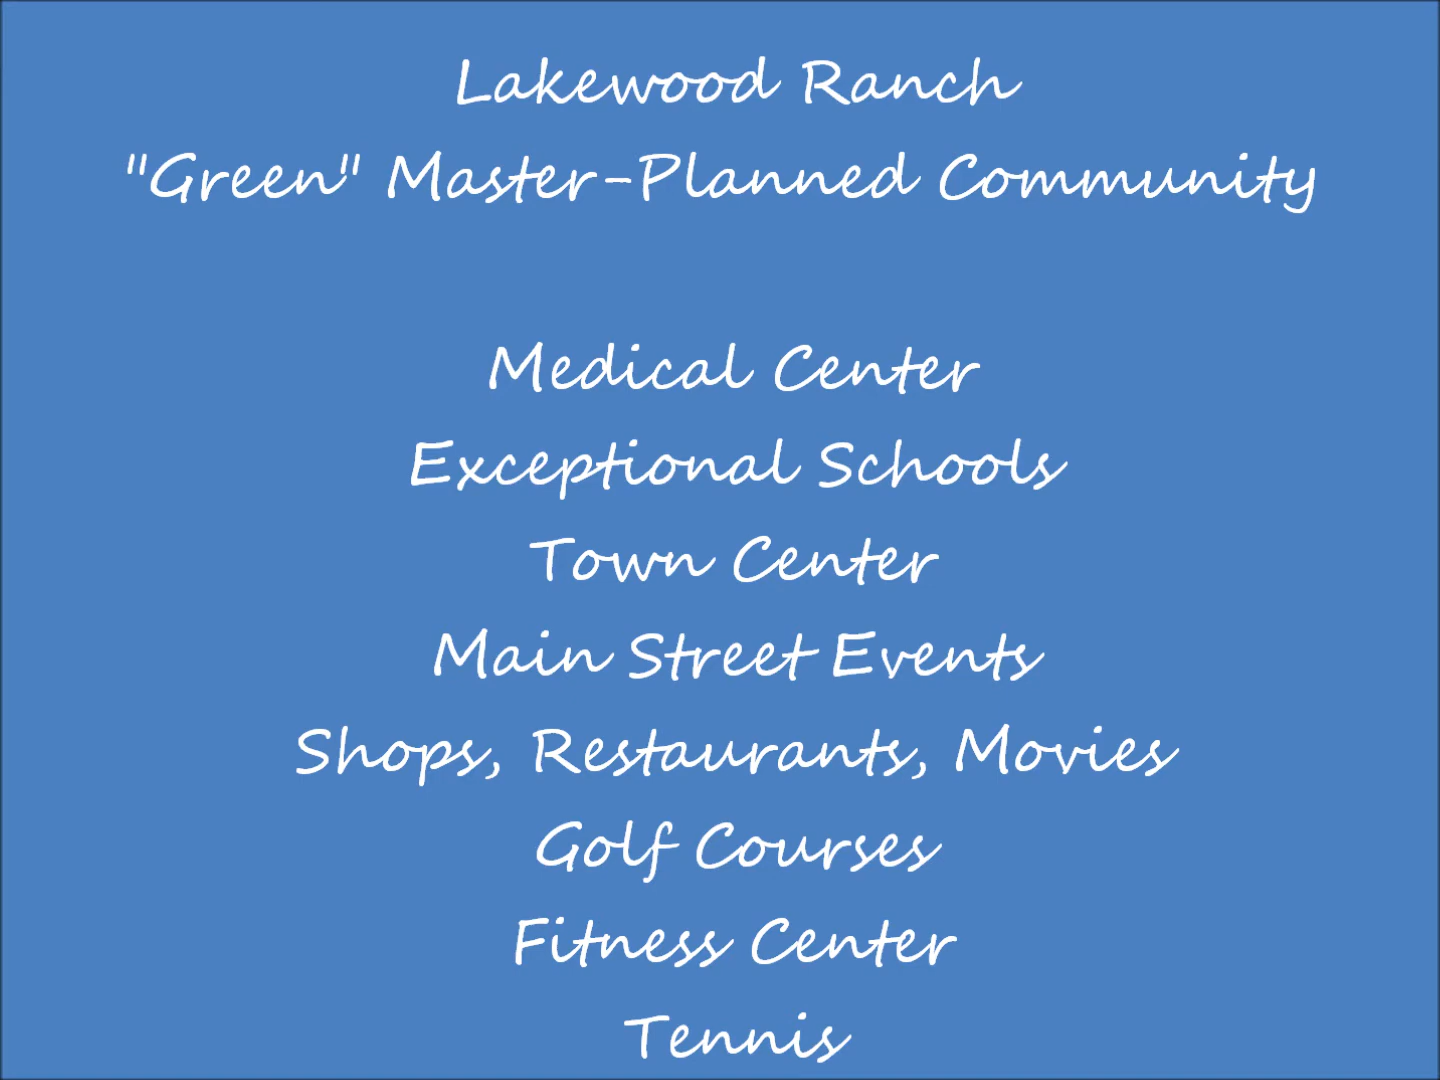 Lakewood Ranch
"Green" Master-Planned Community
Medical Center
Exceptional Schools
Town Center
Main Street Events
Shops, Restaurants, Movies
Golf Courses
Fitness Center
Tennis